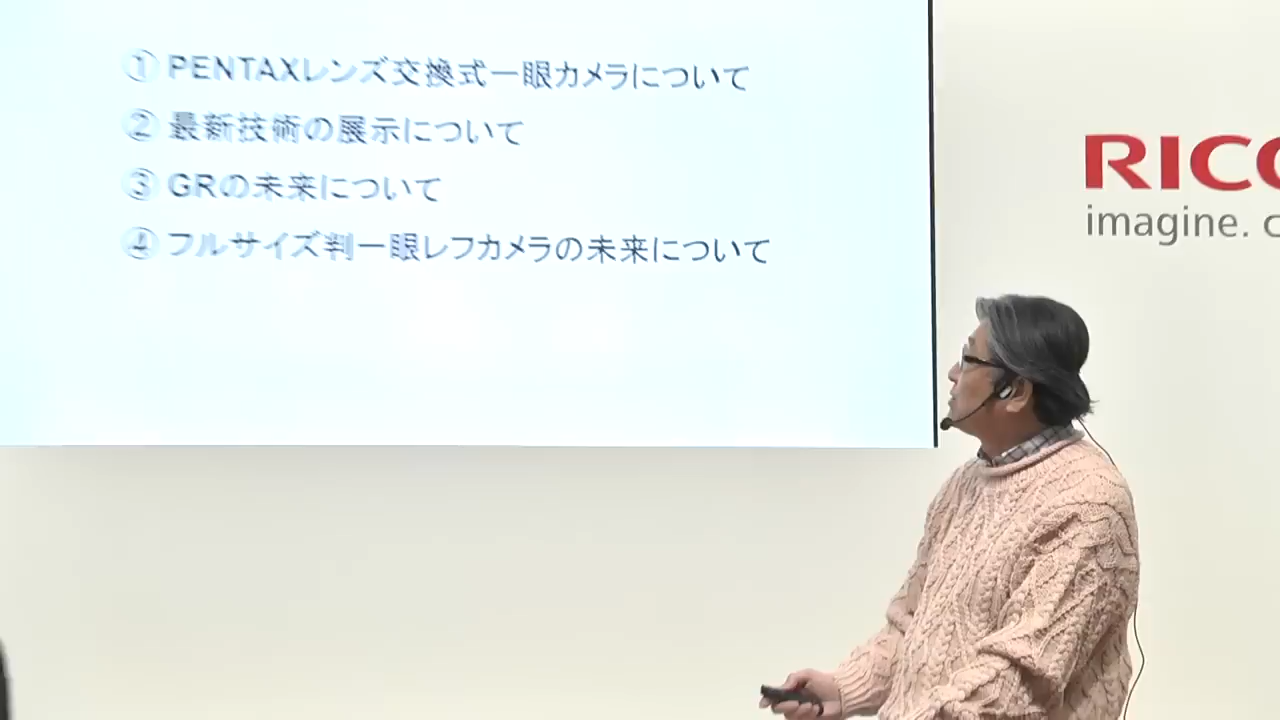 ① PENTAXレンズ交換式一眼カメラについて
② 最新技術の展示について
③ GRの未来について
④ フルサイズ判一眼レフカメラの未来について
RICO
imagine. c